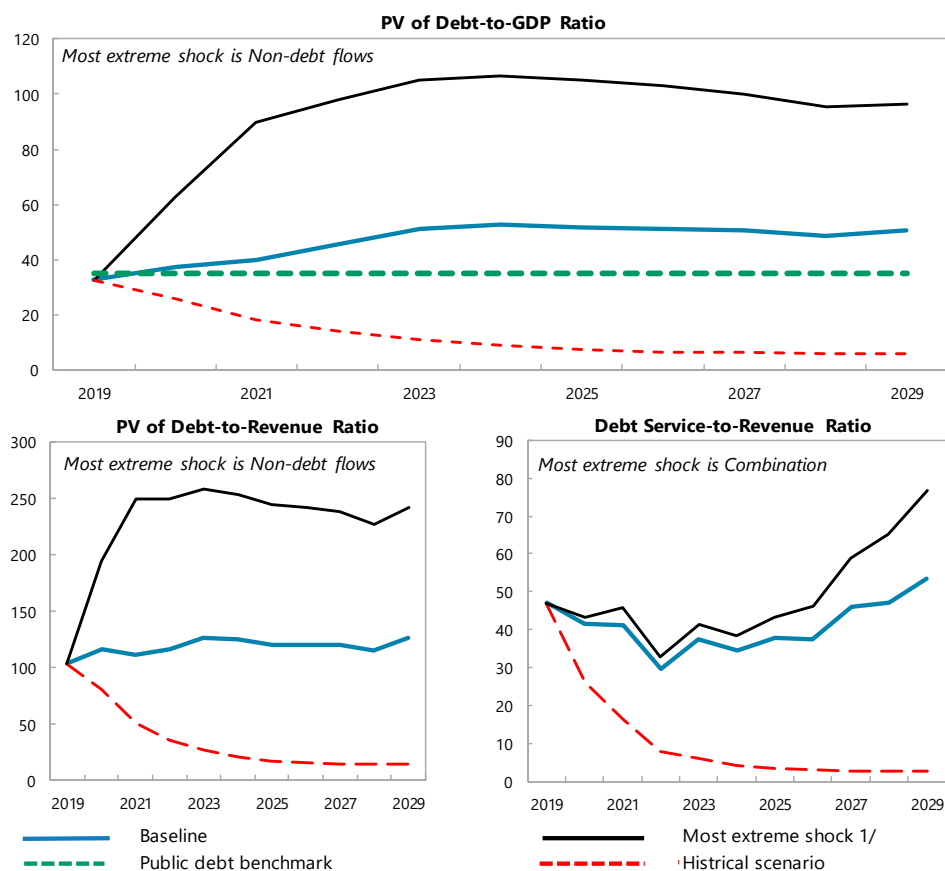 PV of Debt-to-GDP Ratio
120
Most extreme shock is Non-debt flows
100
80
60
40
20
0
2019 2021 2023 2025 2027 2029
PV of Debt-to-Revenue Ratio
300
Most extreme shock is Non-debt flows
250
200
150
100
50
0
2019 2021 2023 2025 2027 2029
Debt Service-to-Revenue Ratio
90
Most extreme shock is Combination
80
70
60
50
40
30
20
10
0
2019 2021 2023 2025 2027 2029
Baseline
Most extreme shock 1/
Public debt benchmark
Histrical scenario